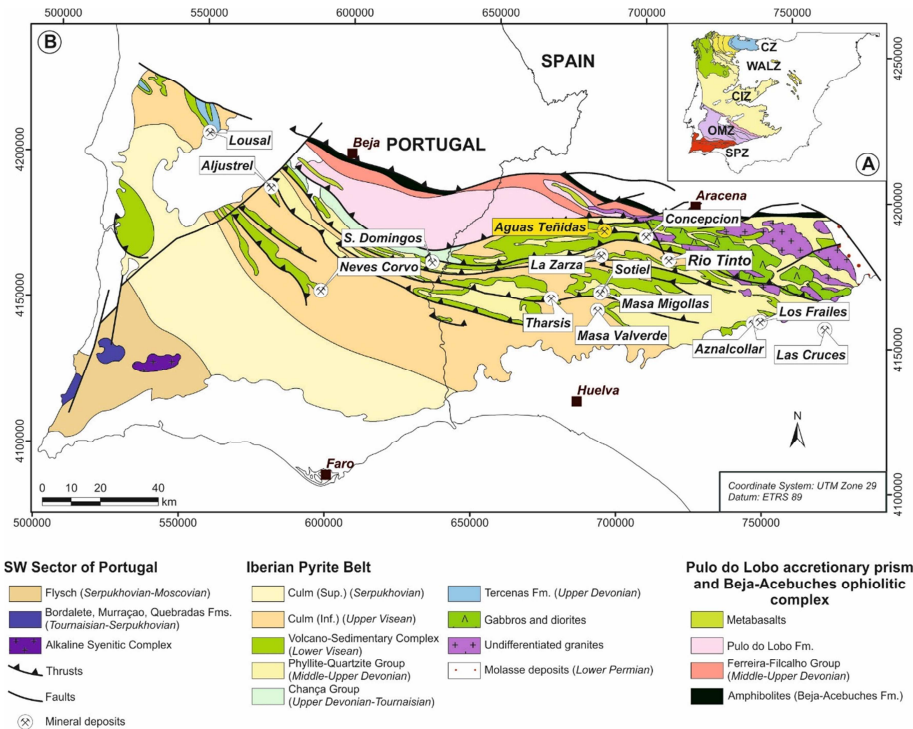 550000
600000
650000
700000
750000
B
SPAIN
CZ
WALZ
CIZ
OMZ
SPZ
A
4250000
4200000
Lousal
Beja
PORTUGAL
Aljustrel
Aracena
4200000
Concepcion
Aguas Teñidas
S. Domingos
La Zarza
Rio Tinto
Sotiel
Neves Corvo
4150000
Masa Migollas
Tharsis
Los Frailes
Masa Valverde
Aznalcollar
Las Cruces
4150000
Huelva
N
4100000
Faro
Coordinate System: UTM Zone 29
Datum: ETRS 89
4100000
0 10 20 40
km
500000
550000
600000
650000
700000
750000
SW Sector of Portugal
Flysch (Serpukhovian-Moscovian)
Bordalete, Murraçao, Quebradas Fms.
(Tournaisian-Serpukhovian)
Alkaline Syenitic Complex
Thrusts
Faults
Mineral deposits
Iberian Pyrite Belt
Culm (Sup.) (Serpukhovian)
Culm (Inf.) (Upper Visean)
Volcano-Sedimentary Complex
(Lower Visean)
Phyllite-Quartzite Group
(Middle-Upper Devonian)
Chança Group
(Upper Devonian-Tournaisian)
Tercenas Fm. (Upper Devonian)
Gabbros and diorites
Undifferentiated granites
Molasse deposits (Lower Permian)
Pulo do Lobo accretionary prism
and Beja-Acebuches ophiolitic
complex
Metabasalts
Pulo do Lobo Fm.
Ferreira-Filcalho Group
(Middle-Upper Devonian)
Amphibolites (Beja-Acebuches Fm.)